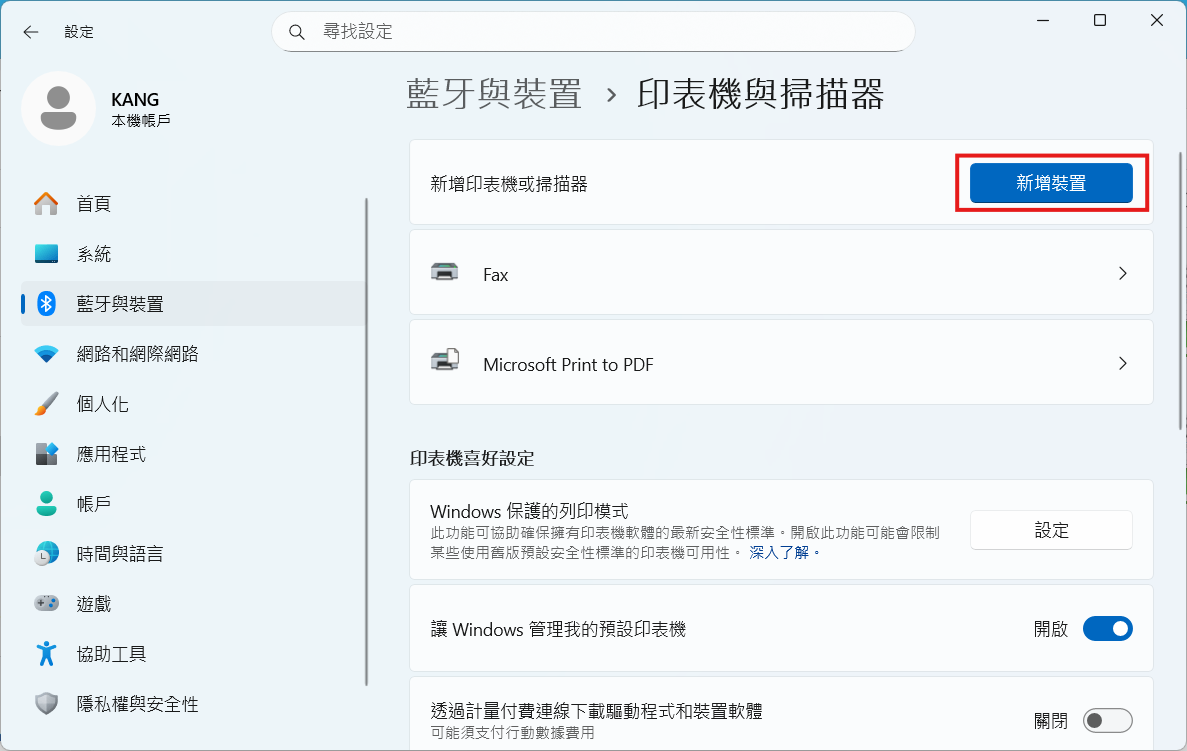 設定
尋找設定
KANG
本機帳戶
首頁
系統
藍牙與裝置
網路和網際網路
個人化
應用程式
帳戶
時間與語言
遊戲
協助工具
隱私權與安全性
藍牙與裝置 › 印表機與掃描器
新增印表機或掃描器
新增裝置
Fax
Microsoft Print to PDF
印表機喜好設定
Windows 保護的列印模式
此功能可協助確保擁有印表機軟體的最新安全性標準。開啟此功能可能會限制
某些使用舊版預設安全性標準的印表機可用性。 深入了解。
設定
讓 Windows 管理我的預設印表機
開啟
透過計量付費連線下載驅動程式和裝置軟體
可能須支付行動數據費用
關閉